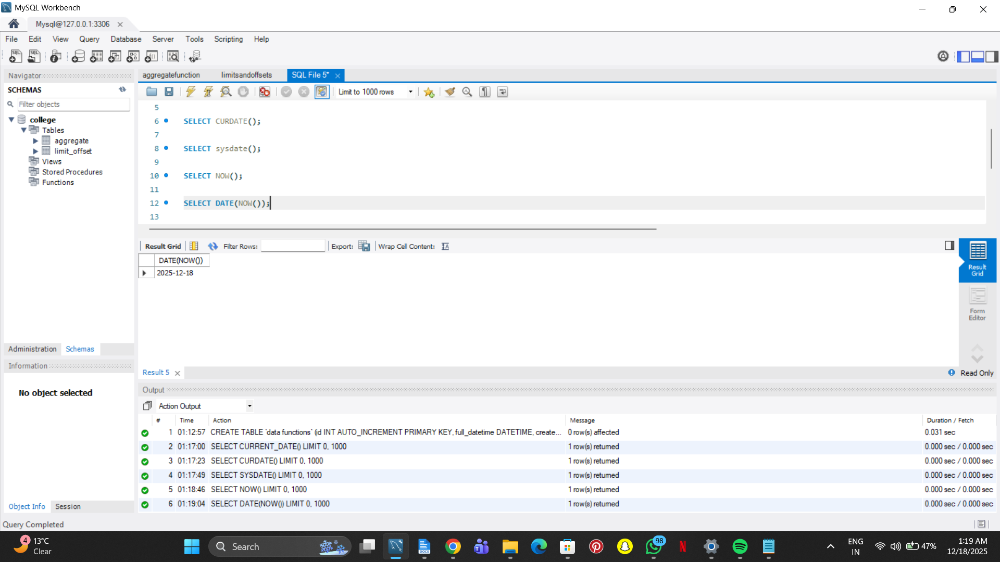 MySQL Workbench
Mysql@127.0.0.1:3306
File Edit View Query Database Server Tools Scripting Help
Navigator
SCHEMAS
Filter objects
college
Tables
aggregate
limit_offset
Views
Stored Procedures
Functions
Administration Schemas
Information
No object selected
Object Info Session
aggregatefunction limitsandoffsets SQL File 5*
Limit to 1000 rows
5
6 SELECT CURDATE();
7
8 SELECT sysdate();
9
10 SELECT NOW();
11
12 SELECT DATE(NOW());
13
Result Grid Filter Rows: Export: Wrap Cell Content:
DATE(NOW())
2025-12-18
Result Grid
Form Editor
Result 5
Read Only
Output
Action Output
# Time Action Message Duration / Fetch
1 01:12:57 CREATE TABLE `data functions` (id INT AUTO_INCREMENT PRIMARY KEY, full_datetime DATETIME, create... 0 row(s) affected 0.031 sec
2 01:17:00 SELECT CURRENT_DATE() LIMIT 0, 1000 1 row(s) returned 0.000 sec / 0.000 sec
3 01:17:23 SELECT CURDATE() LIMIT 0, 1000 1 row(s) returned 0.000 sec / 0.000 sec
4 01:17:49 SELECT SYSDATE() LIMIT 0, 1000 1 row(s) returned 0.000 sec / 0.000 sec
5 01:18:46 SELECT NOW() LIMIT 0, 1000 1 row(s) returned 0.000 sec / 0.000 sec
6 01:19:04 SELECT DATE(NOW()) LIMIT 0, 1000 1 row(s) returned 0.000 sec / 0.000 sec
Query Completed
4
13°C
Clear
Search
98
ENG
IN
47%
1:19 AM
12/18/2025